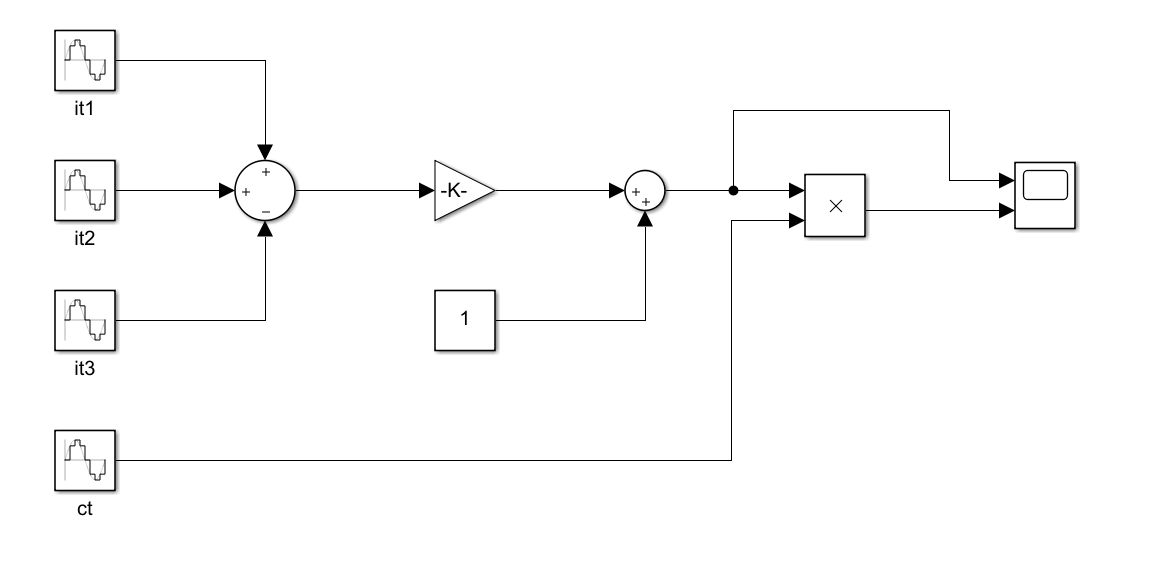 it1
+
it2
+
−
-K-
+
+
×
it3
1
ct